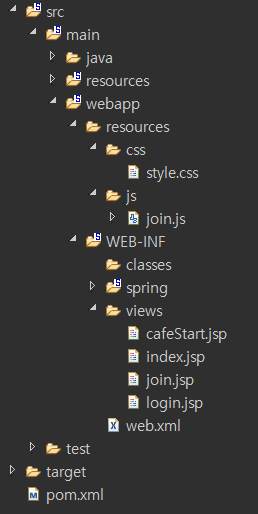 src
main
java
resources
webapp
resources
css
style.css
js
join.js
WEB-INF
classes
spring
views
cafeStart.jsp
index.jsp
join.jsp
login.jsp
web.xml
test
target
pom.xml